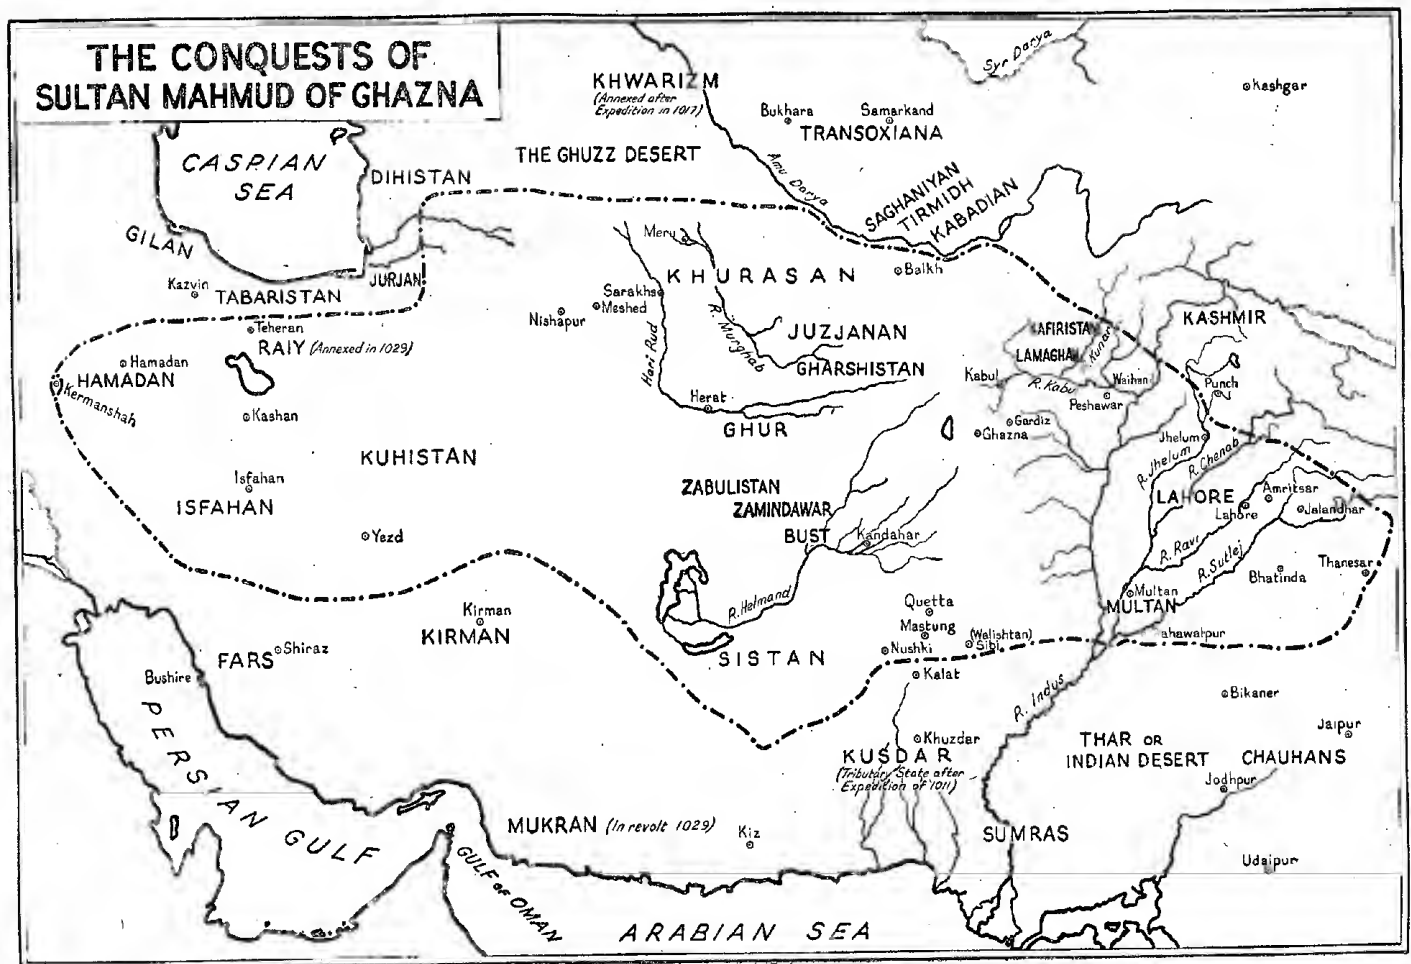 THE CONQUESTS OF
SULTAN MAHMUD OF GHAZNA
CASPIAN
SEA
KHWARIZM
(Annexed after
Expedition in 1017)
Syr Darya
Kashgar
Bukhara
Samarkand
TRANSOXIANA
THE GHUZZ DESERT
Amu Darya
DIHISTAN
SAGHANIYAN
TIRMIDH
KABADIAN
GILAN
Kazvin
TABARISTAN
JURJAN
Merv
KHURASAN
Balkh
Sarakhs
Meshed
Nishapur
Hari Rud
R. Murghab
JUZJANAN
GHARSHISTAN
Teheran
RAIY (Annexed in 1029)
Hamadan
HAMADAN
Kermanshah
Kashan
KAFIRISTA
LAMAGHA
Kunar
KASHMIR
Kabul
R. Kabu
Waihan
Peshawar
Punch
Herat
GHUR
Gardiz
Ghazna
Jhelum
R. Jhelum
R. Chenab
KUHISTAN
Isfahan
ISFAHAN
Yezd
ZABULISTAN
ZAMINDAWAR
BUST
Kandahar
LAHORE
Lahore
Amritsar
Jalandhar
R. Ravi
R. Sutlej
Bhatinda
Thanesar
Multan
MULTAN
ahawalpur
R. Helmand
Quetta
Mastung
Nushki
(Walishtan)
Sibi
Kalat
Kirman
KIRMAN
SISTAN
FARS
Shiraz
Bushire
R. Indus
Bikaner
Jaipur
THAR OR
INDIAN DESERT
CHAUHANS
Jodhpur
Khuzdar
KUSDAR
(Tributary State after
Expedition of 1011)
PERSIAN GULF
MUKRAN (In revolt 1029)
Kiz
SUMRAS
Udaipur
GULF OF OMAN
ARABIAN SEA